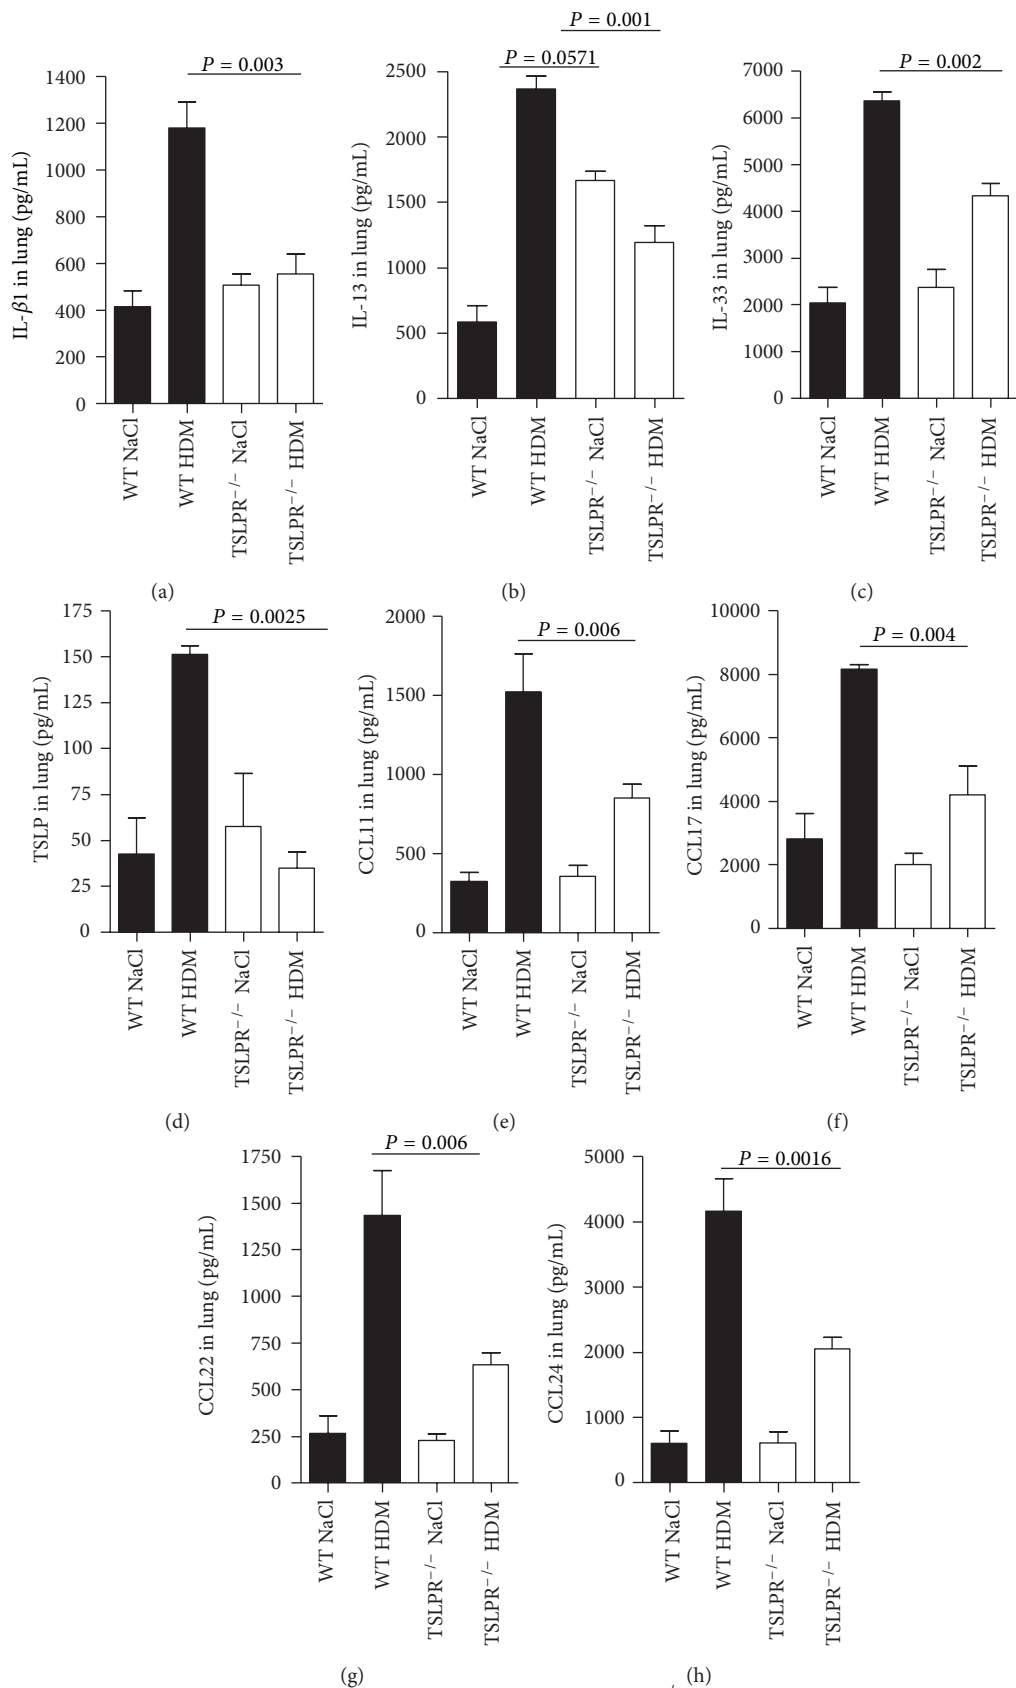 P = 0.003
1400
1200
1000
800
600
400
200
0
IL-β1 in lung (pg/mL)
WT NaCl
WT HDM
TSLPR−/− NaCl
TSLPR−/− HDM
(a)
P = 0.001
P = 0.0571
2500
2000
1500
1000
500
0
IL-13 in lung (pg/mL)
WT NaCl
WT HDM
TSLPR−/− NaCl
TSLPR−/− HDM
(b)
P = 0.002
7000
6000
5000
4000
3000
2000
1000
0
IL-33 in lung (pg/mL)
WT NaCl
WT HDM
TSLPR−/− NaCl
TSLPR−/− HDM
(c)
P = 0.0025
175
150
125
100
75
50
25
0
TSLP in lung (pg/mL)
WT NaCl
WT HDM
TSLPR−/− NaCl
TSLPR−/− HDM
(d)
P = 0.006
2000
1500
1000
500
0
CCL11 in lung (pg/mL)
WT NaCl
WT HDM
TSLPR−/− NaCl
TSLPR−/− HDM
(e)
P = 0.004
10000
8000
6000
4000
2000
0
CCL17 in lung (pg/mL)
WT NaCl
WT HDM
TSLPR−/− NaCl
TSLPR−/− HDM
(f)
P = 0.006
1750
1500
1250
1000
750
500
250
0
CCL22 in lung (pg/mL)
WT NaCl
WT HDM
TSLPR−/− NaCl
TSLPR−/− HDM
(g)
P = 0.0016
5000
4000
3000
2000
1000
0
CCL24 in lung (pg/mL)
WT NaCl
WT HDM
TSLPR−/− NaCl
TSLPR−/− HDM
(h)